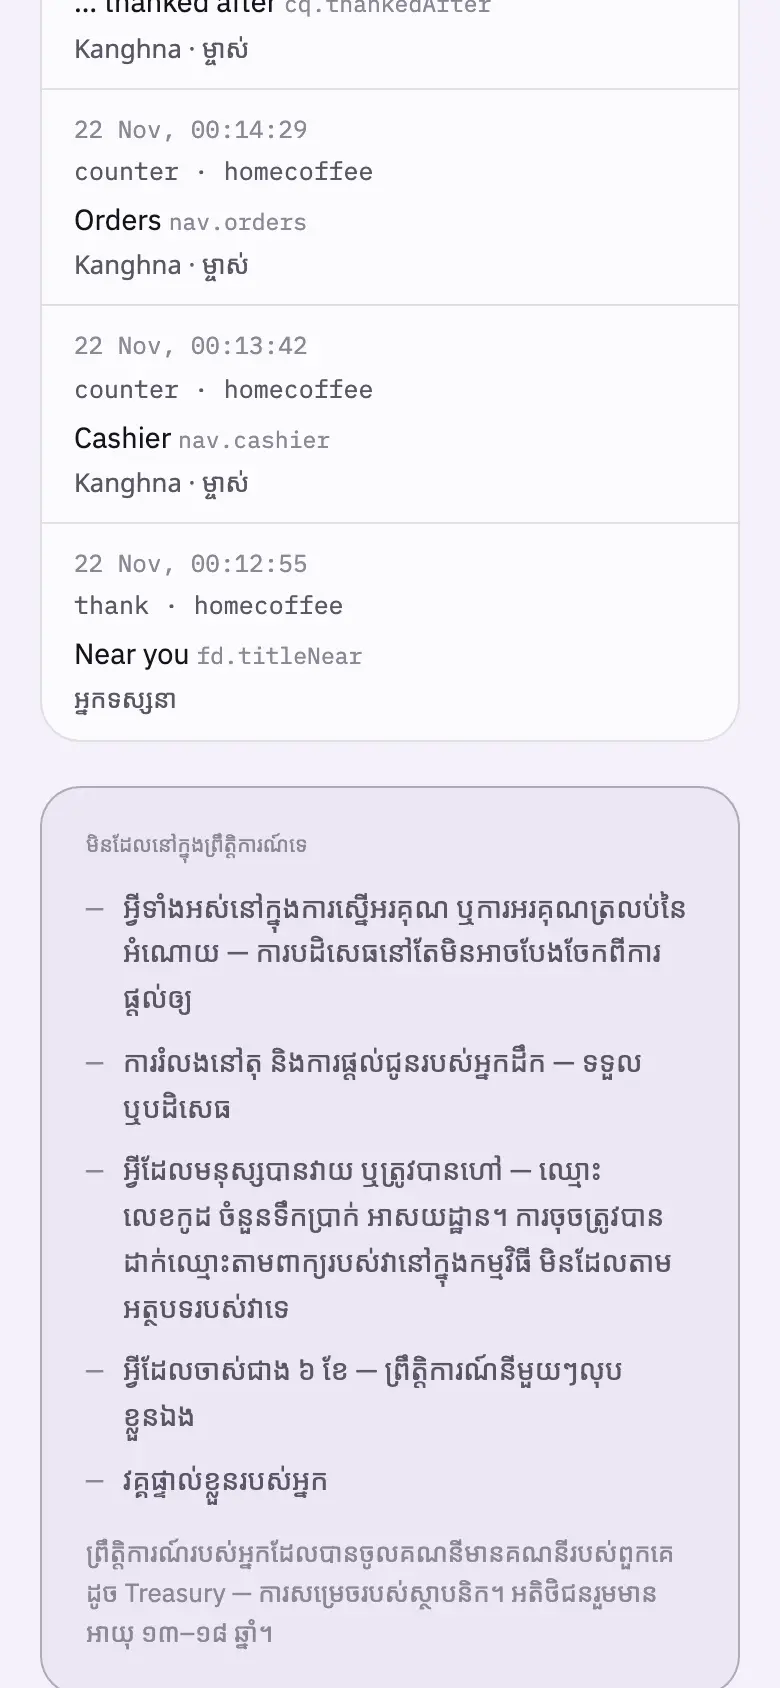 ... thanked after cq.thankedAfter
Kanghna · ម្ចាស់
22 Nov, 00:14:29
counter · homecoffee
Orders nav.orders
Kanghna · ម្ចាស់
22 Nov, 00:13:42
counter · homecoffee
Cashier nav.cashier
Kanghna · ម្ចាស់
22 Nov, 00:12:55
thank · homecoffee
Near you fd.titleNear
អ្នកទស្សនា
មិនដែលនៅក្នុងព្រឹត្តិការណ៍ទេ
— អ្វីទាំងអស់នៅក្នុងការស្នើអរគុណ ឬការអរគុណត្រលប់នៃ
អំណោយ — ការបដិសេធនៅតែមិនអាចបែងចែកពីការ
ផ្តល់ឲ្យ
— ការរំលងនៅតុ និងការផ្តល់ជូនរបស់អ្នកដឹក — ទទួល
ឬបដិសេធ
— អ្វីដែលមនុស្សបានវាយ ឬត្រូវបានហៅ — ឈ្មោះ
លេខកូដ ចំនួនទឹកប្រាក់ អាសយដ្ឋាន។ ការចុចត្រូវបាន
ដាក់ឈ្មោះតាមពាក្យរបស់វានៅក្នុងកម្មវិធី មិនដែលតាម
អត្ថបទរបស់វាទេ
— អ្វីដែលចាស់ជាង ៦ ខែ — ព្រឹត្តិការណ៍នីមួយៗលុប
ខ្លួនឯង
— វគ្គផ្ទាល់ខ្លួនរបស់អ្នក
ព្រឹត្តិការណ៍របស់អ្នកដែលបានចូលគណនីមានគណនីរបស់ពួកគេ
ដូច Treasury — ការសម្រេចរបស់ស្ថាបនិក។ អតិថិជនរួមមាន
អាយុ ១៣–១៨ ឆ្នាំ។